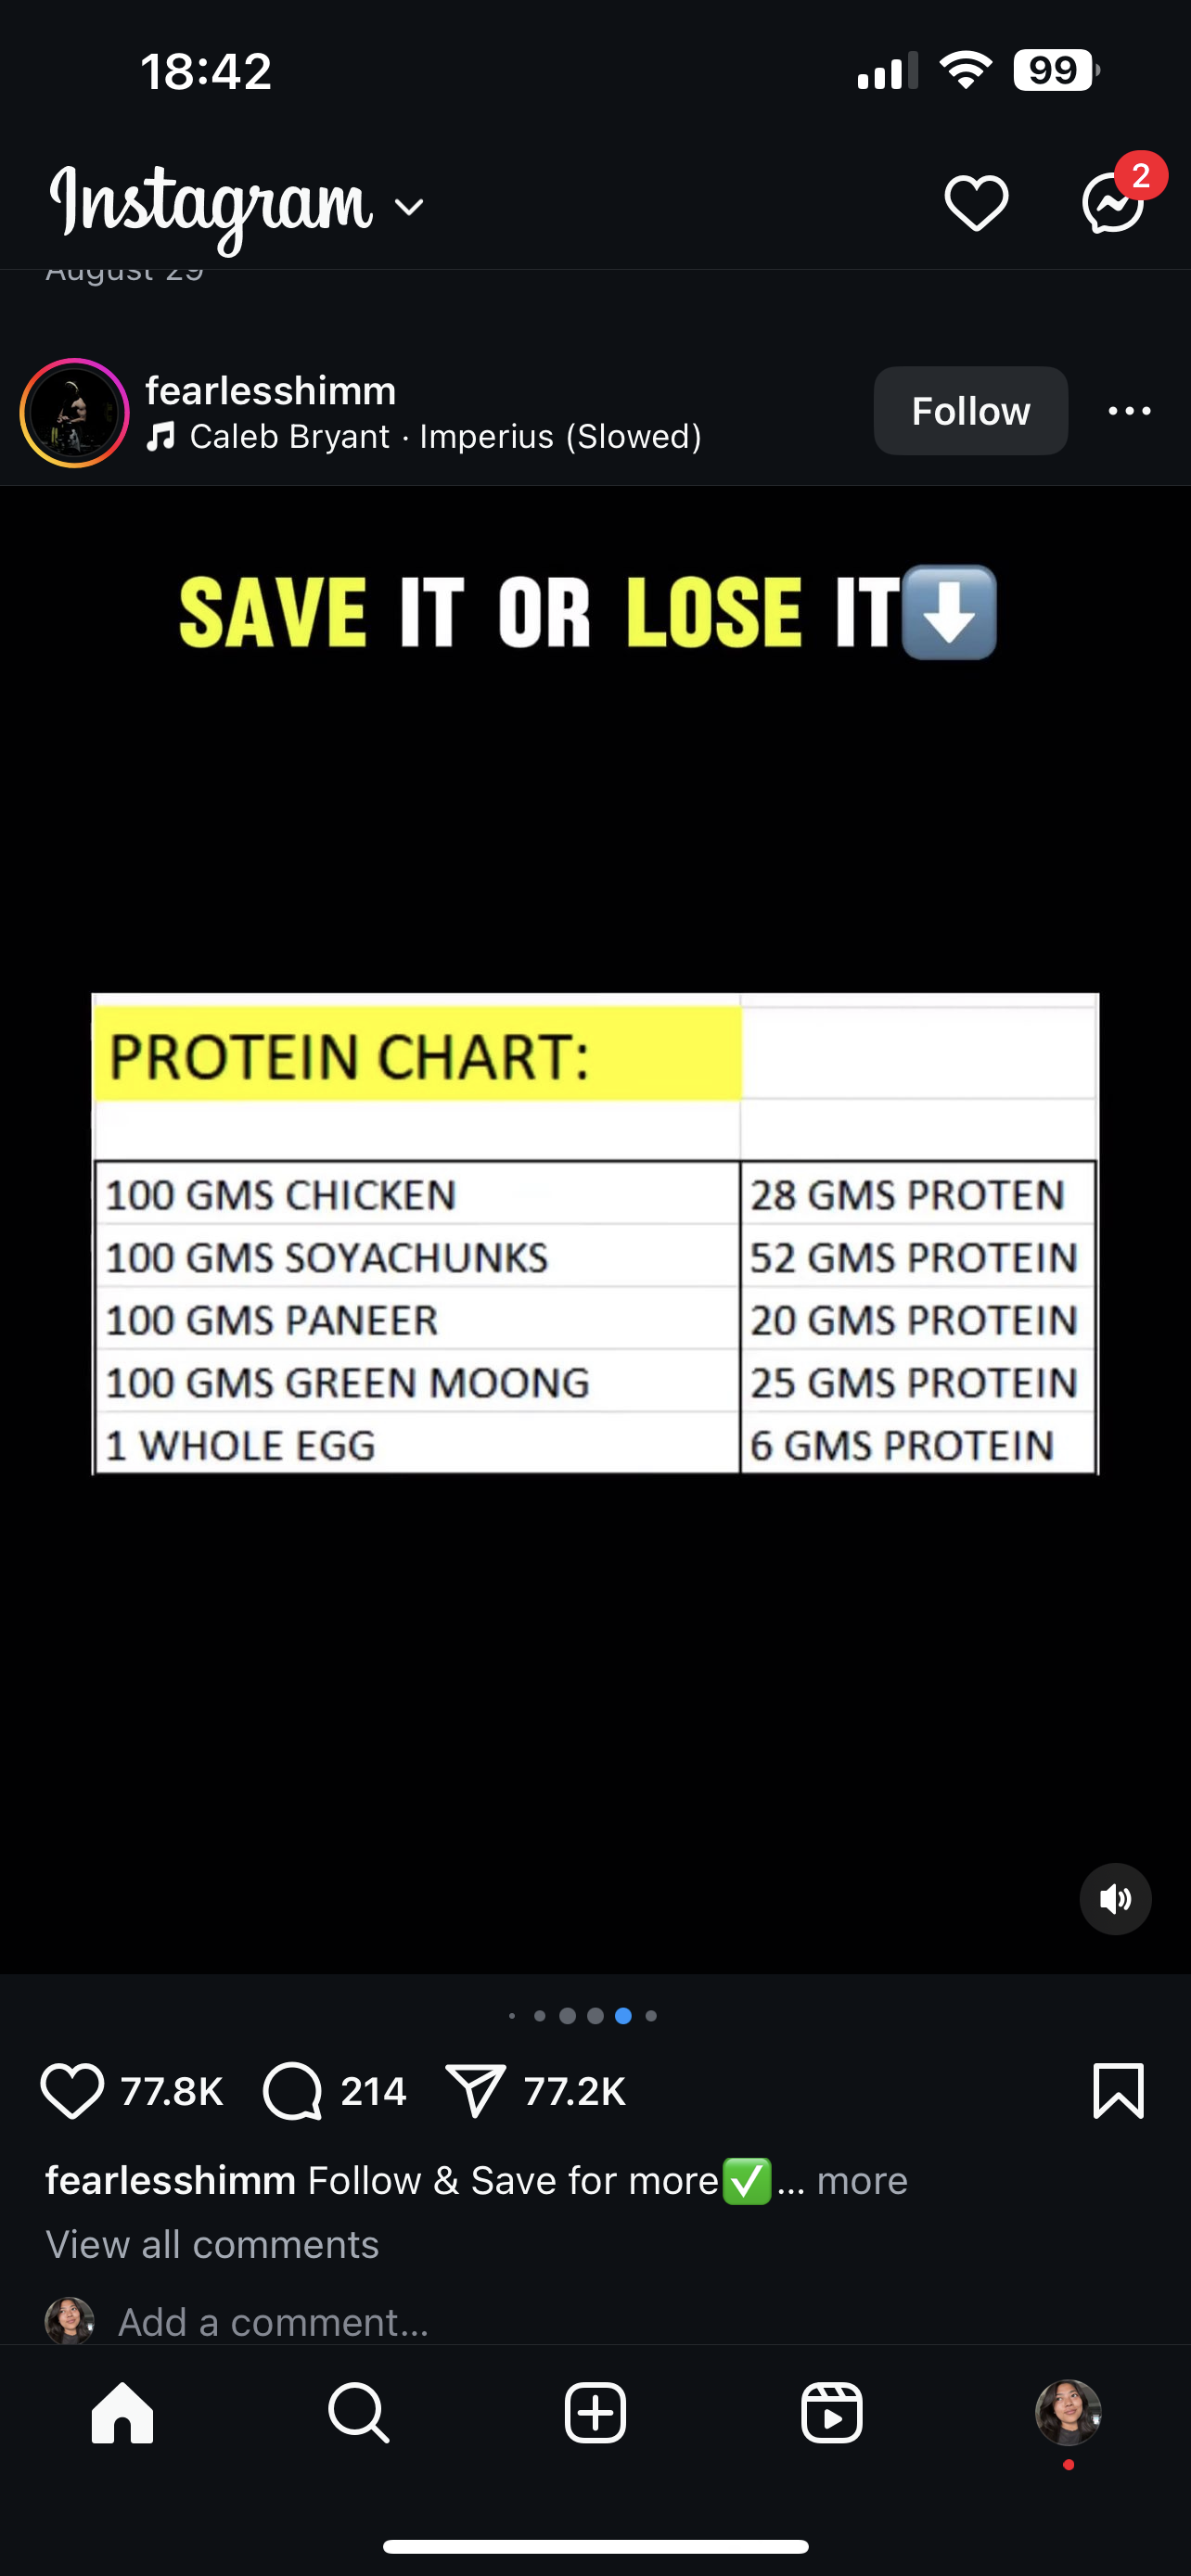 18:42
99
Instagram
2
August 29
fearlesshimm
Caleb Bryant · Imperius (Slowed)
Follow
SAVE IT OR LOSE IT⬇️
PROTEIN CHART:
100 GMS CHICKEN 28 GMS PROTEN
100 GMS SOYACHUNKS 52 GMS PROTEIN
100 GMS PANEER 20 GMS PROTEIN
100 GMS GREEN MOONG 25 GMS PROTEIN
1 WHOLE EGG 6 GMS PROTEIN
77.8K 214 77.2K
fearlesshimm Follow & Save for more✅... more
View all comments
Add a comment...